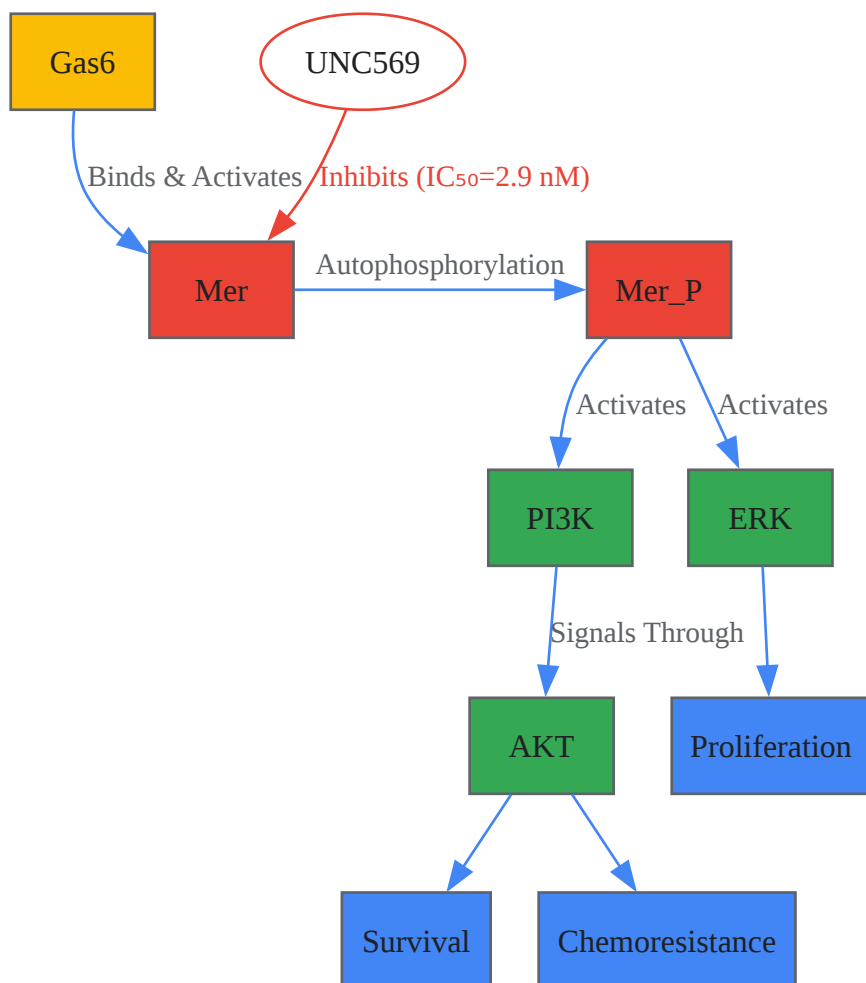 Gas6
UNC569
Binds & Activates
Inhibits (IC₅₀=2.9 nM)
Autophosphorylation
Mer
Mer_P
Activates
Activates
PI3K
ERK
Signals Through
AKT
Proliferation
Survival
Chemoresistance